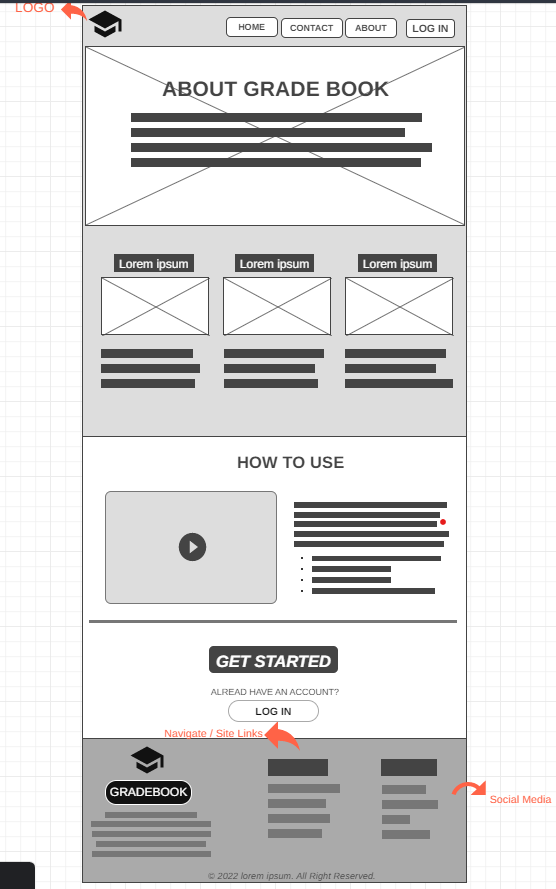 LOGO
HOME
CONTACT
ABOUT
LOG IN
ABOUT GRADE BOOK
Lorem ipsum
Lorem ipsum
Lorem ipsum
HOW TO USE
GET STARTED
ALREAD HAVE AN ACCOUNT?
LOG IN
Navigate / Site Links
GRADEBOOK
Social Media
© 2022 lorem ipsum. All Right Reserved.